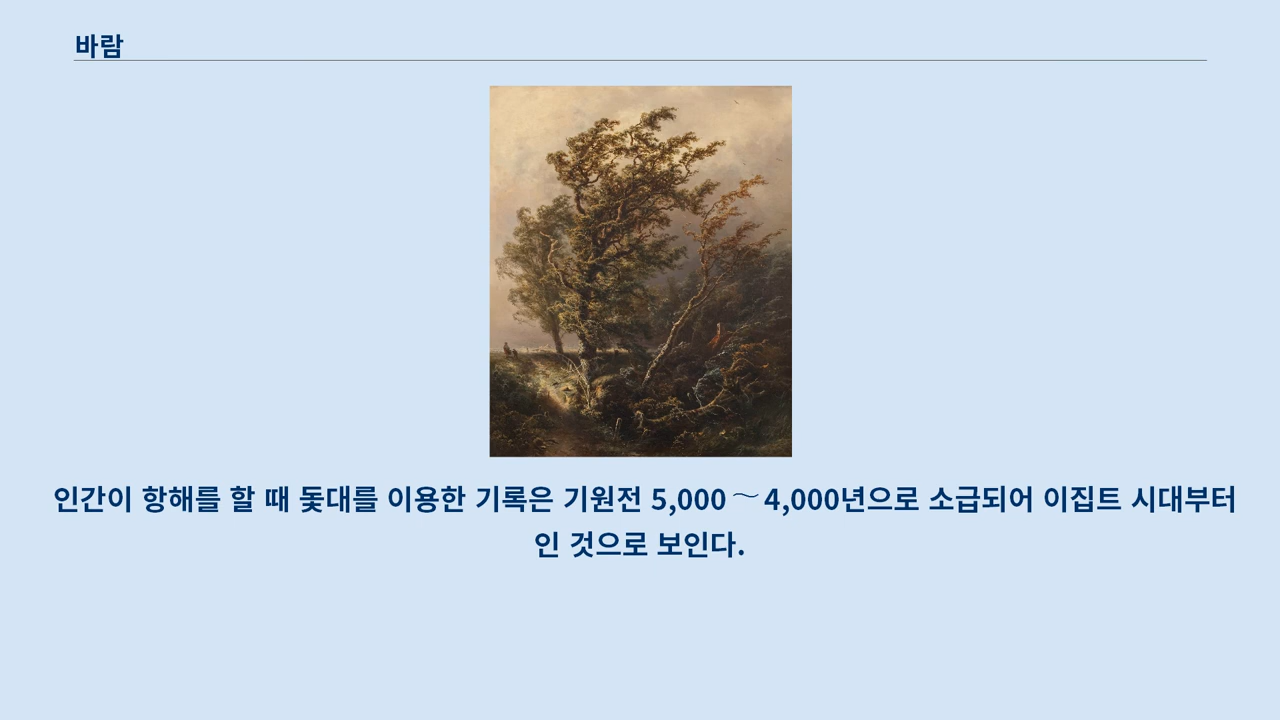 바람
인간이 항해를 할 때 돛대를 이용한 기록은 기원전 5,000～4,000년으로 소급되어 이집트 시대부터
인 것으로 보인다.